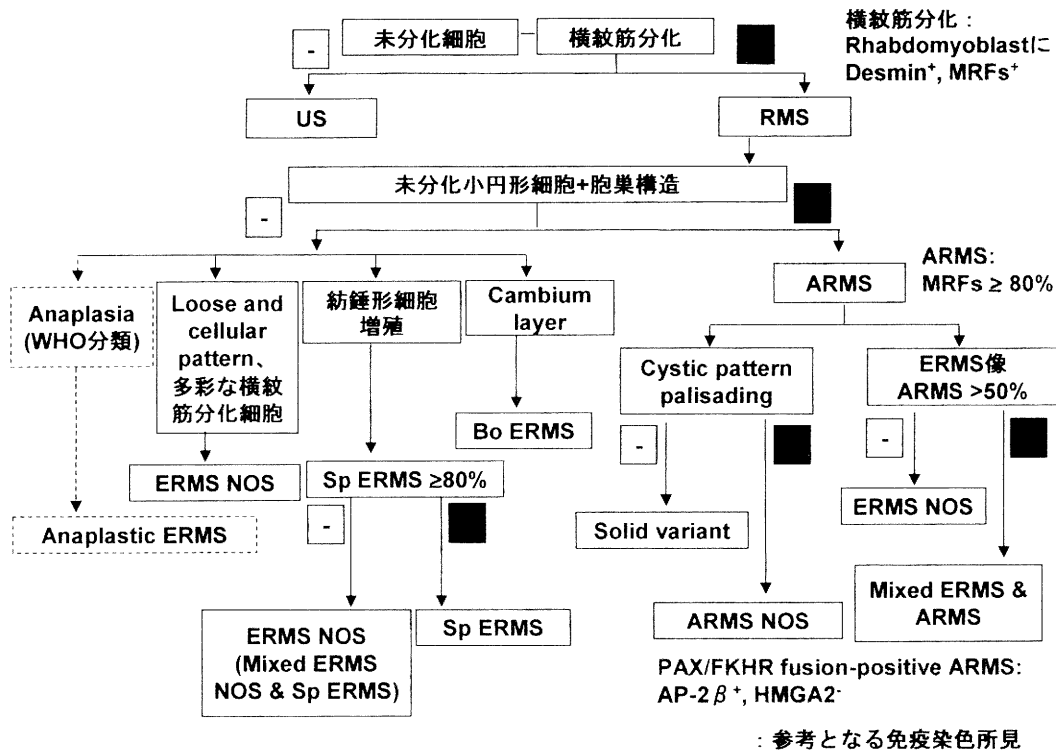 未分化細胞
横紋筋分化
-
横紋筋分化:
Rhabdomyoblastに
Desmin⁺, MRFs⁺
US
RMS
未分化小円形細胞+胞巣構造
-
Anaplasia
(WHO分類)
Loose and
cellular
pattern、
多彩な横紋
筋分化細胞
紡錘形細胞
増殖
Cambium
layer
ARMS
ARMS:
MRFs ≥ 80%
Cystic pattern
palisading
ERMS像
ARMS >50%
Bo ERMS
-
-
ERMS NOS
Sp ERMS ≥80%
ERMS NOS
Anaplastic ERMS
-
Solid variant
ERMS NOS
(Mixed ERMS
NOS & Sp ERMS)
Sp ERMS
ARMS NOS
Mixed ERMS &
ARMS
PAX/FKHR fusion-positive ARMS:
AP-2β⁺, HMGA2⁻
:参考となる免疫染色所見